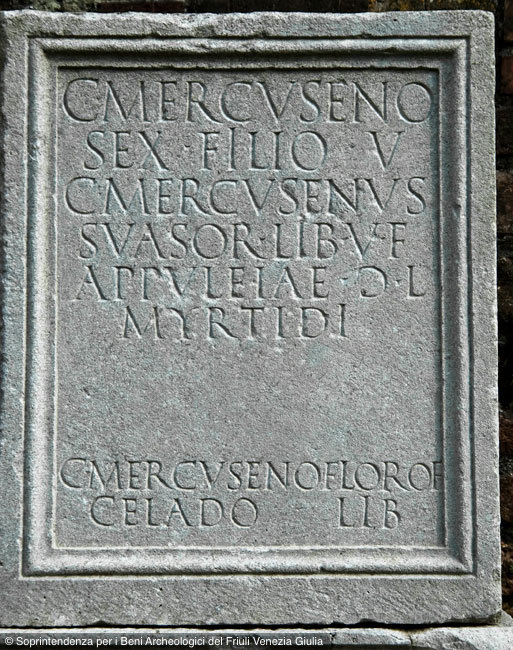 C·MERCVSENO
SEX · FILIO · V
C·MERCVSENVS
SVASOR·LIB·V·F
APPVLEIAE · Ɔ · L
MYRTIDI
C·MERCVSENO FLORO F
CELADO LIB
© Soprintendenza per i Beni Archeologici del Friuli Venezia Giulia